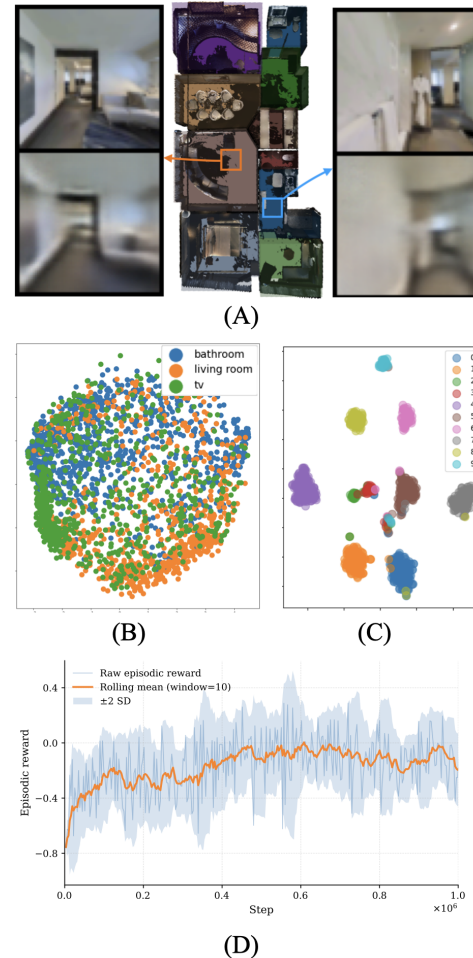 (A)
bathroom
living room
tv
(B)
0
1
2
3
4
5
6
7
8
9
(C)
Raw episodic reward
Rolling mean (window=10)
±2 SD
Episodic reward
0.4
0.0
−0.4
−0.8
0.0
0.2
0.4
0.6
0.8
1.0
Step
×10⁶
(D)